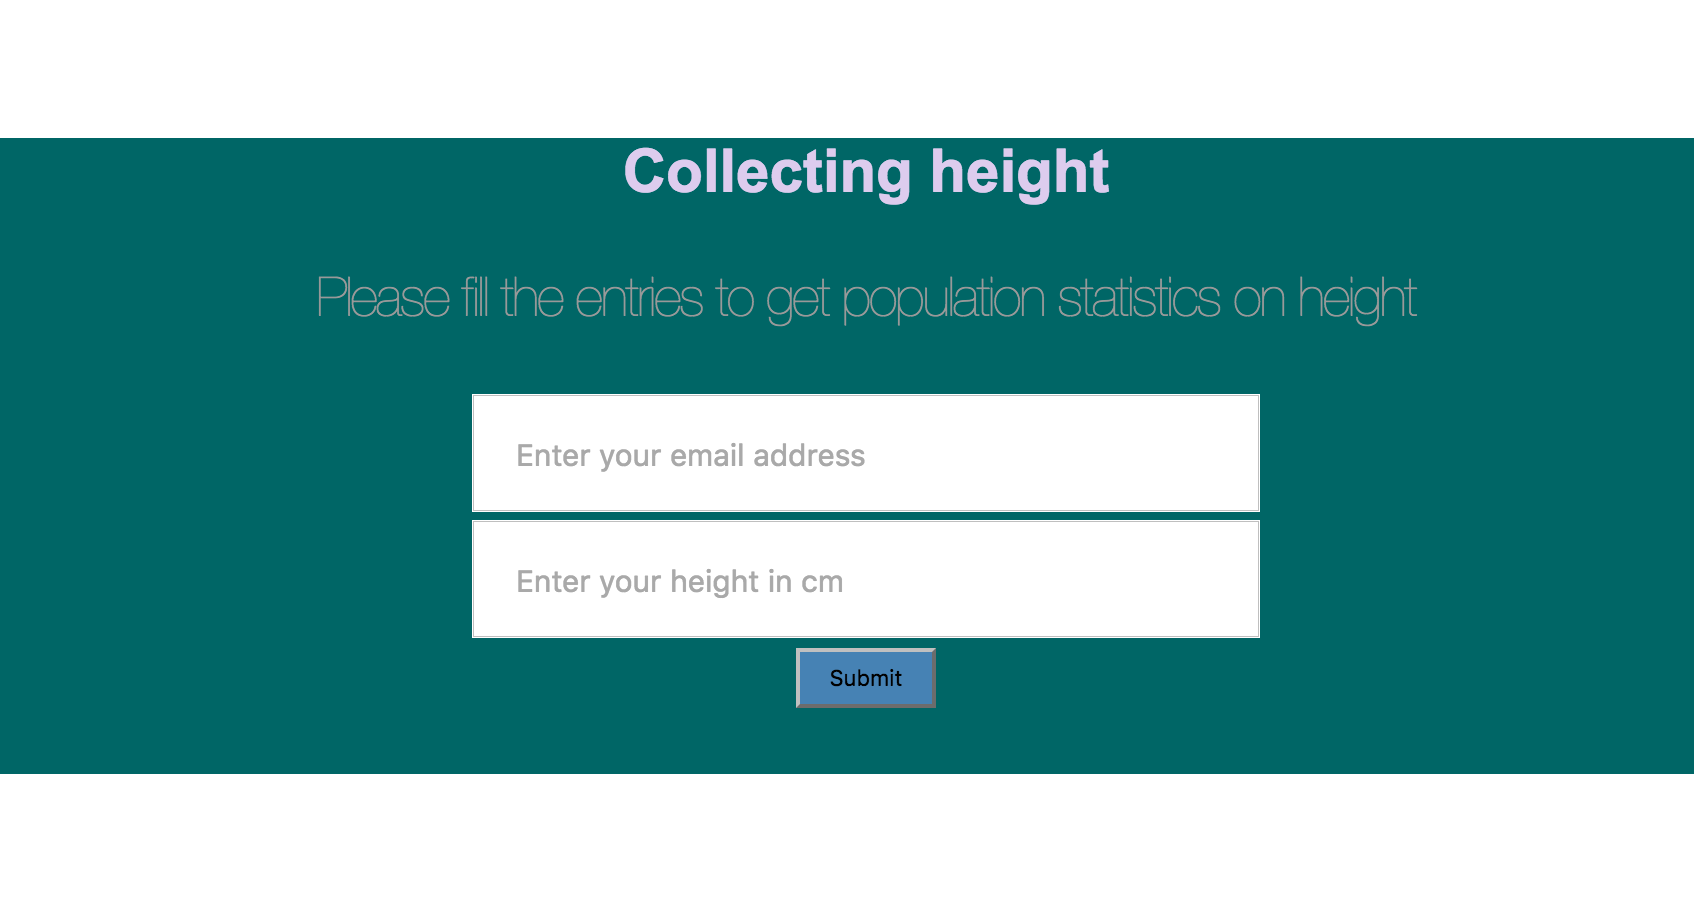 Collecting height
Please fill the entries to get population statistics on height
Enter your email address
Enter your height in cm
Submit